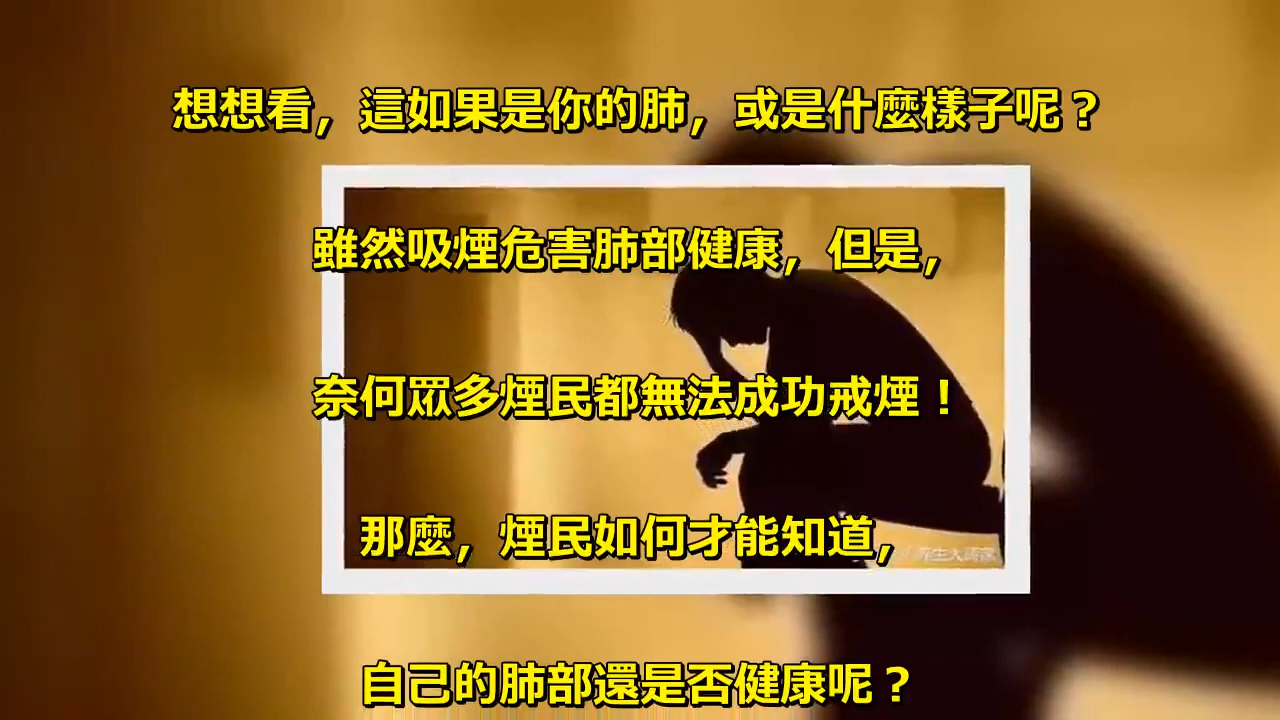 想想看，這如果是你的肺，或是什麼樣子呢？
雖然吸煙危害肺部健康，但是，
奈何眾多煙民都無法成功戒煙！
那麼，煙民如何才能知道，
自己的肺部還是否健康呢？